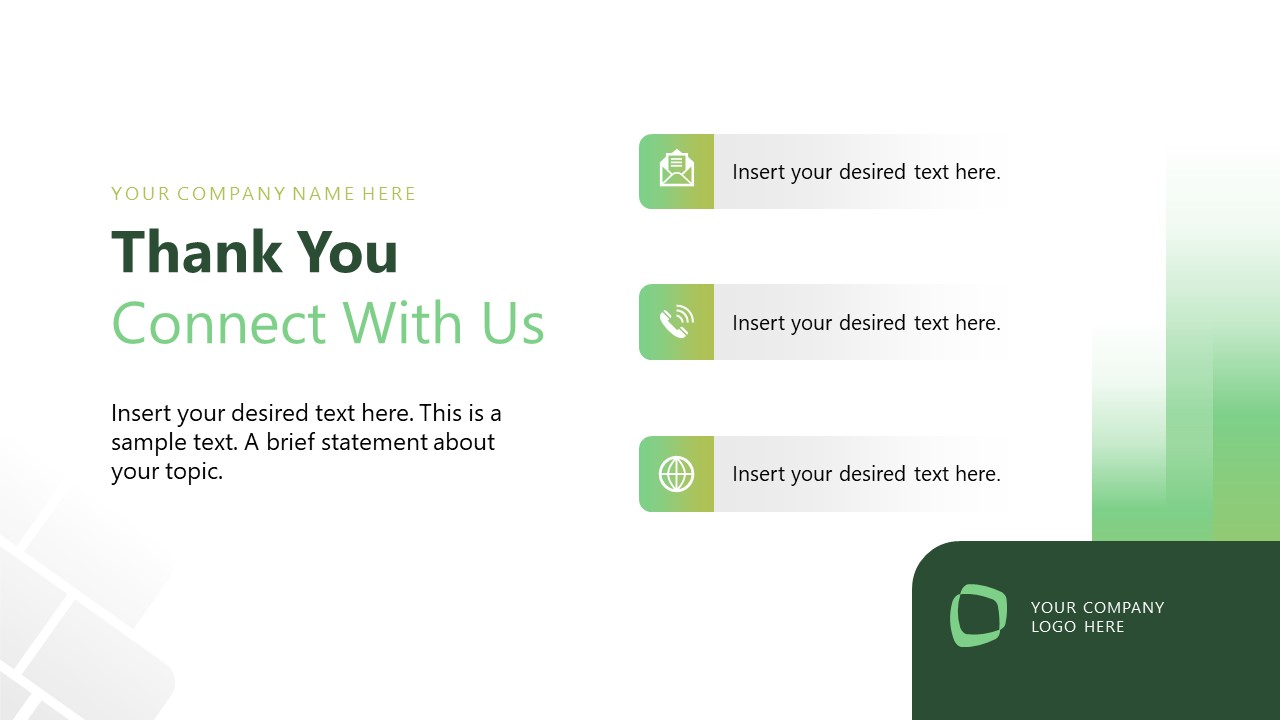 YOUR COMPANY NAME HERE
Thank You
Connect With Us
Insert your desired text here. This is a
sample text. A brief statement about
your topic.
Insert your desired text here.
Insert your desired text here.
Insert your desired text here.
YOUR COMPANY
LOGO HERE